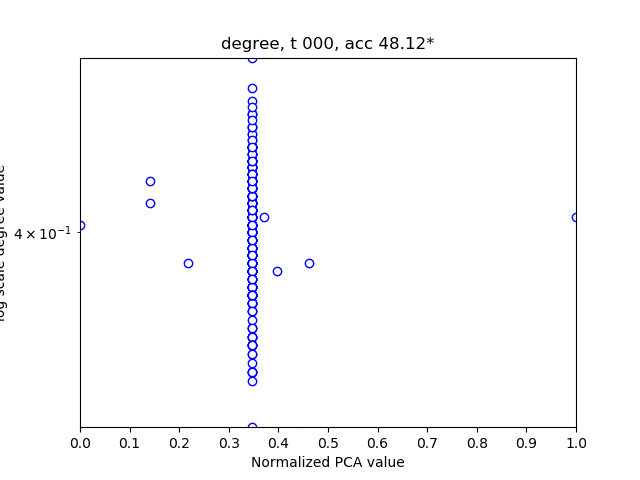 degree, t 000, acc 48.12*
log scale degree value
4 × 10⁻¹
0.0 0.1 0.2 0.3 0.4 0.5 0.6 0.7 0.8 0.9 1.0
Normalized PCA value